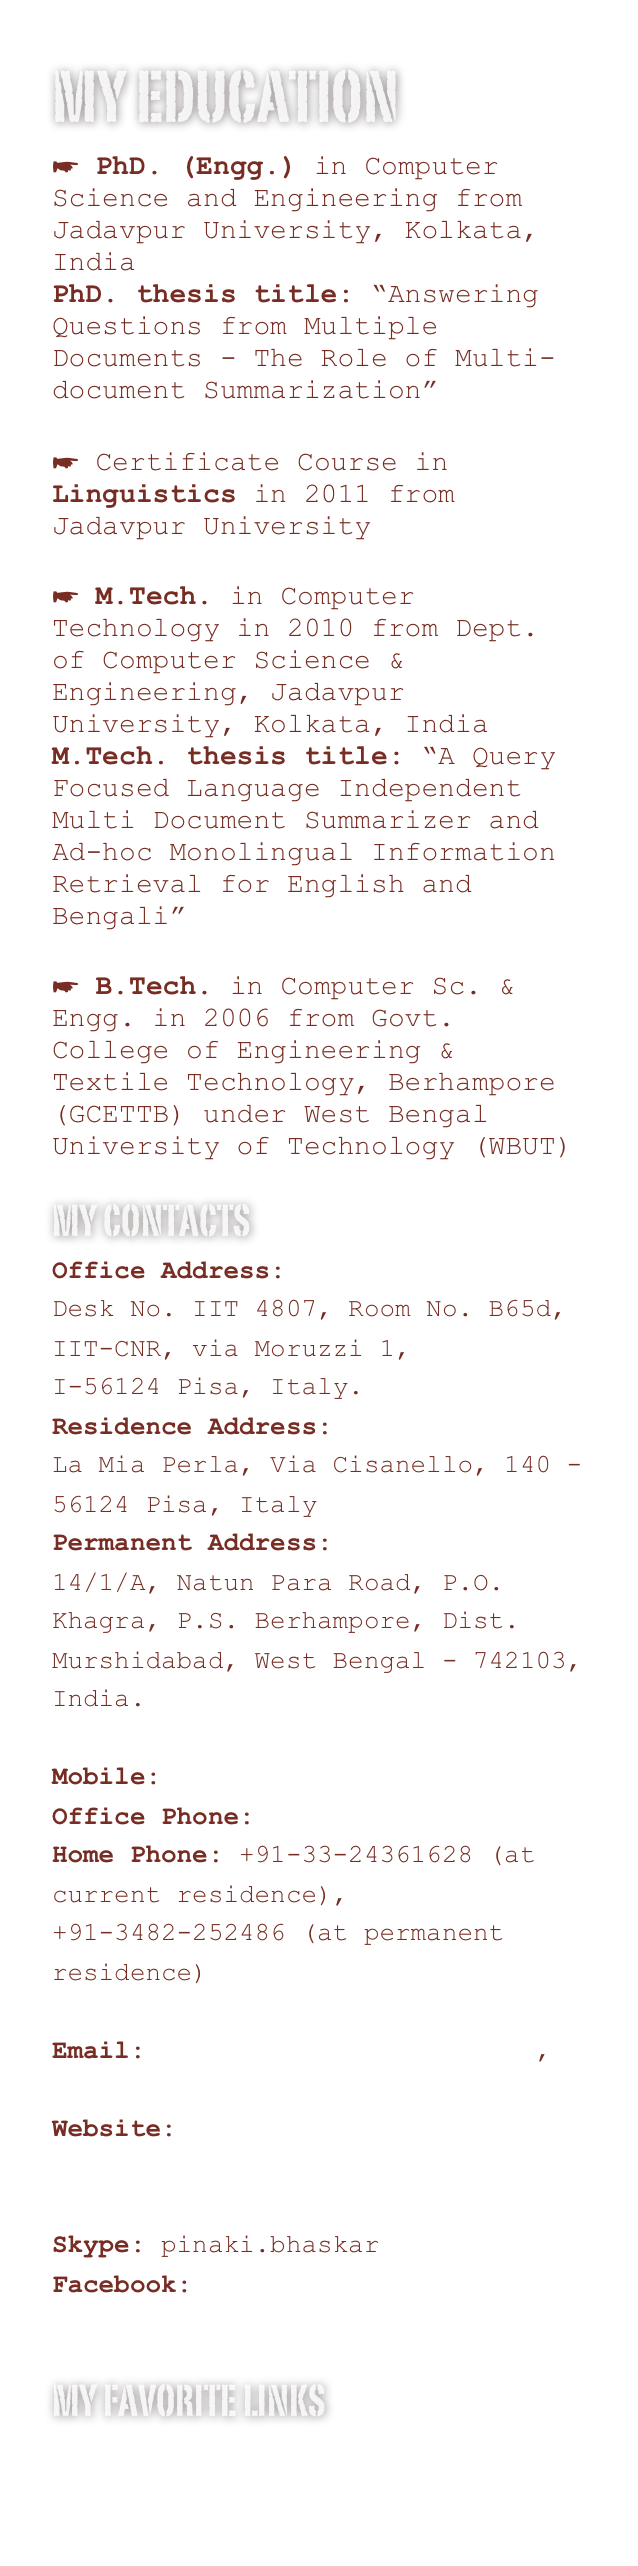 MY EDUCATION
☛ PhD. (Engg.) in Computer
Science and Engineering from
Jadavpur University, Kolkata,
India
PhD. thesis title: “Answering
Questions from Multiple
Documents - The Role of Multi-
document Summarization”
☛ Certificate Course in
Linguistics in 2011 from
Jadavpur University
☛ M.Tech. in Computer
Technology in 2010 from Dept.
of Computer Science &
Engineering, Jadavpur
University, Kolkata, India
M.Tech. thesis title: “A Query
Focused Language Independent
Multi Document Summarizer and
Ad-hoc Monolingual Information
Retrieval for English and
Bengali”
☛ B.Tech. in Computer Sc. &
Engg. in 2006 from Govt.
College of Engineering &
Textile Technology, Berhampore
(GCETTB) under West Bengal
University of Technology (WBUT)
MY CONTACTS
Office Address:
Desk No. IIT 4807, Room No. B65d,
IIT-CNR, via Moruzzi 1,
I-56124 Pisa, Italy.
Residence Address:
La Mia Perla, Via Cisanello, 140 -
56124 Pisa, Italy
Permanent Address:
14/1/A, Natun Para Road, P.O.
Khagra, P.S. Berhampore, Dist.
Murshidabad, West Bengal - 742103,
India.
Mobile:
Office Phone:
Home Phone: +91-33-24361628 (at
current residence),
+91-3482-252486 (at permanent
residence)
Email: ,
Website:
Skype: pinaki.bhaskar
Facebook:
MY FAVORITE LINKS